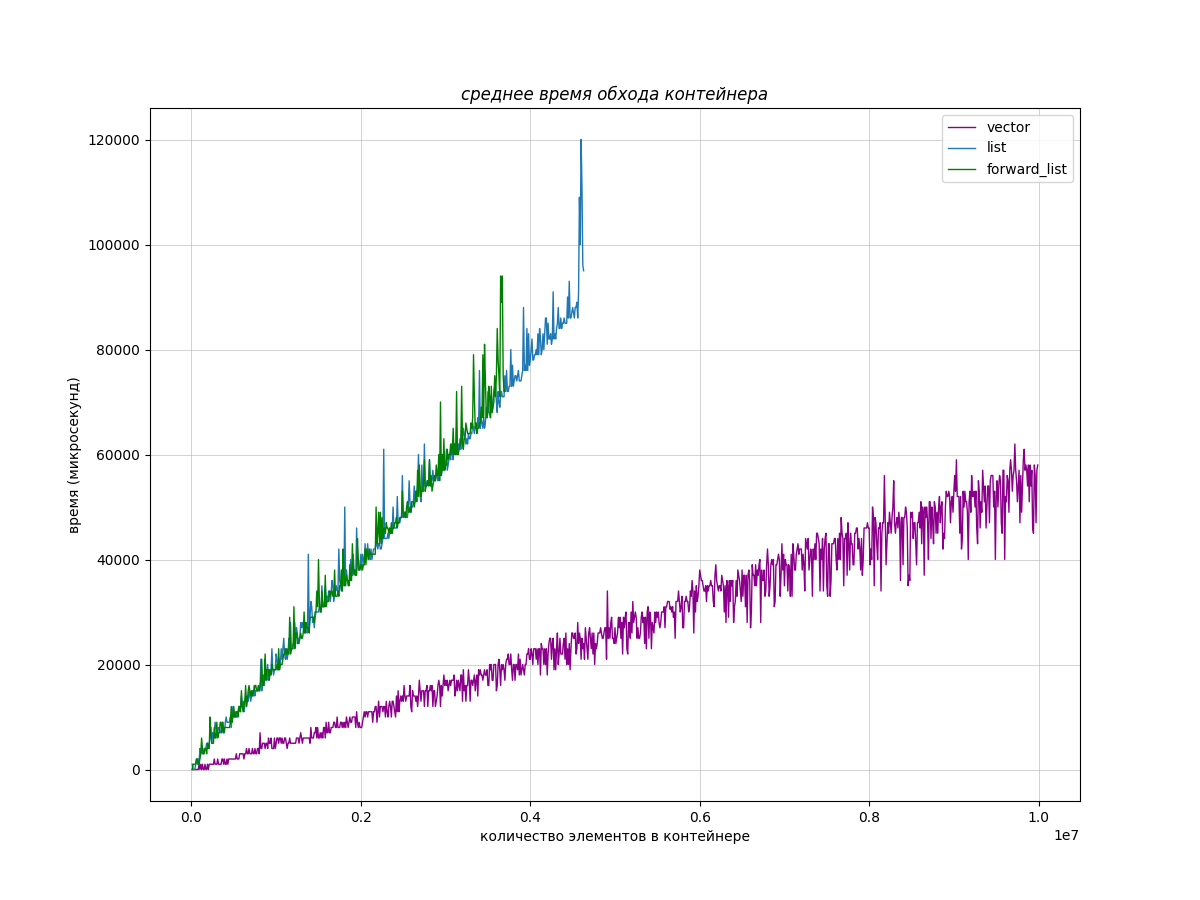 среднее время обхода контейнера
vector
list
forward_list
120000
100000
80000
60000
40000
20000
0
время (микросекунд)
0.0 0.2 0.4 0.6 0.8 1.0
1e7
количество элементов в контейнере